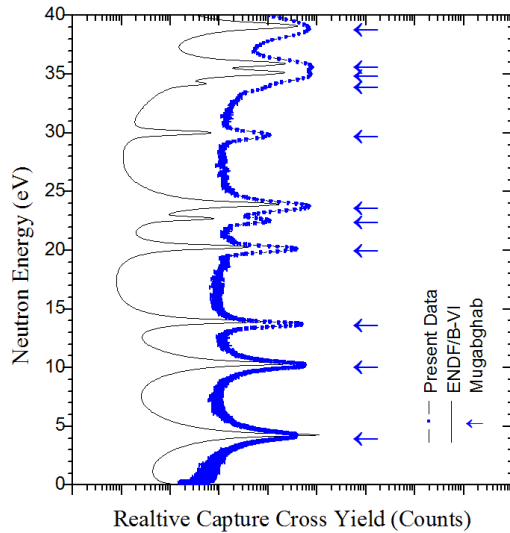 Neutron Energy (eV)
40
35
30
25
20
15
10
5
0
Present Data
ENDF/B-VI
Mugabghab
Realtive Capture Cross Yield (Counts)